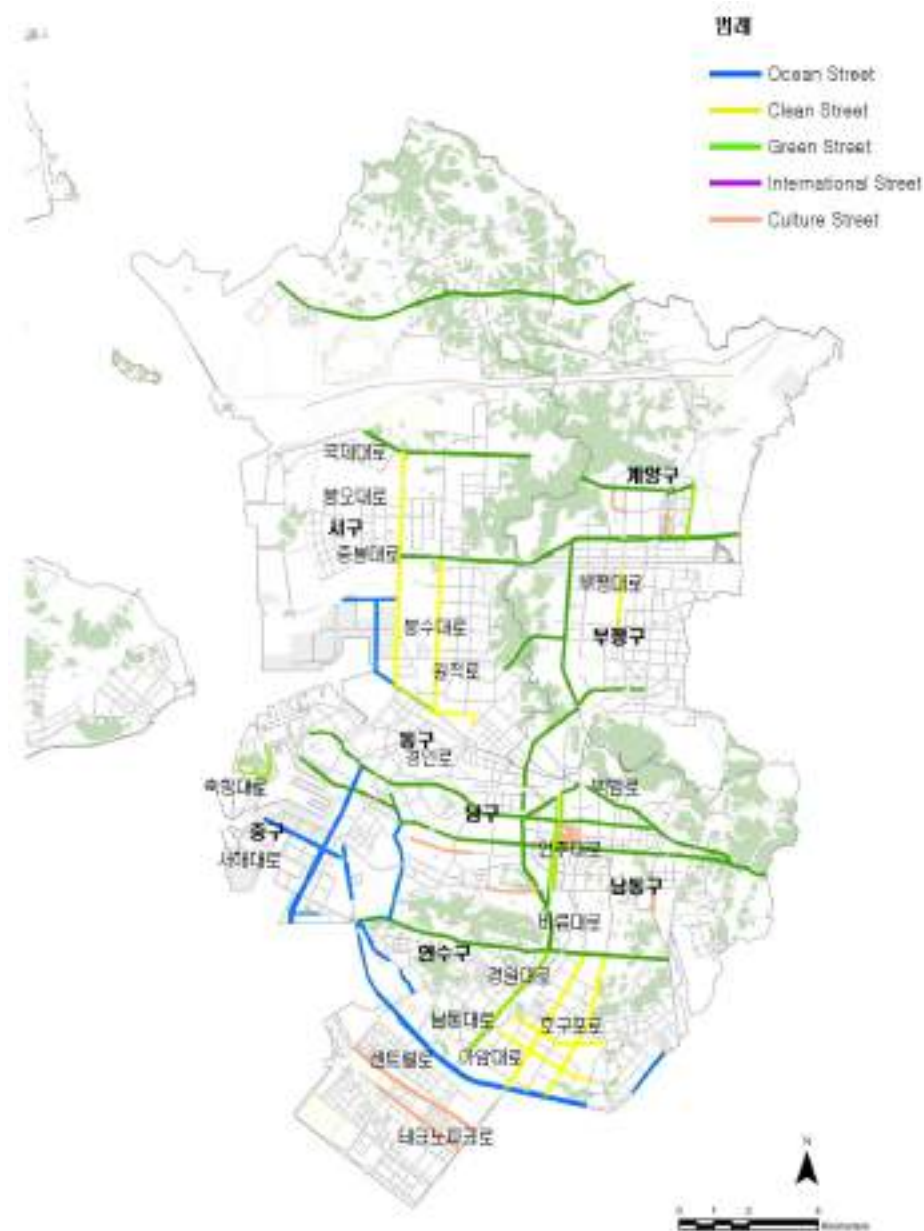 범례
Ocean Street
Clean Street
Green Street
International Street
Culture Street
국제대로
계양구
봉오대로
서구
중봉대로
부평대로
봉수대로
부평구
원적로
동구
경인로
축항대로
남구
백범로
중구
인주대로
서해대로
남동구
비류대로
연수구
경원대로
남동대로
호구포로
센트럴로
아암대로
테크노파크로
N
Kilometers